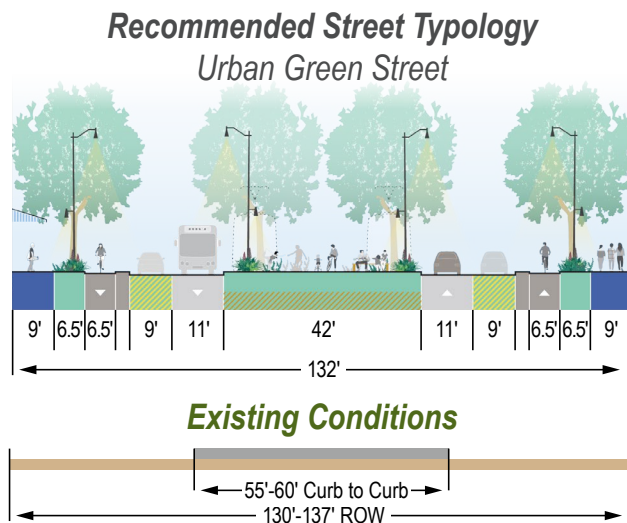 Recommended Street Typology
Urban Green Street
9' 6.5' 6.5' 9' 11' 42' 11' 9' 6.5' 6.5' 9'
132'
Existing Conditions
55'-60' Curb to Curb
130'-137' ROW